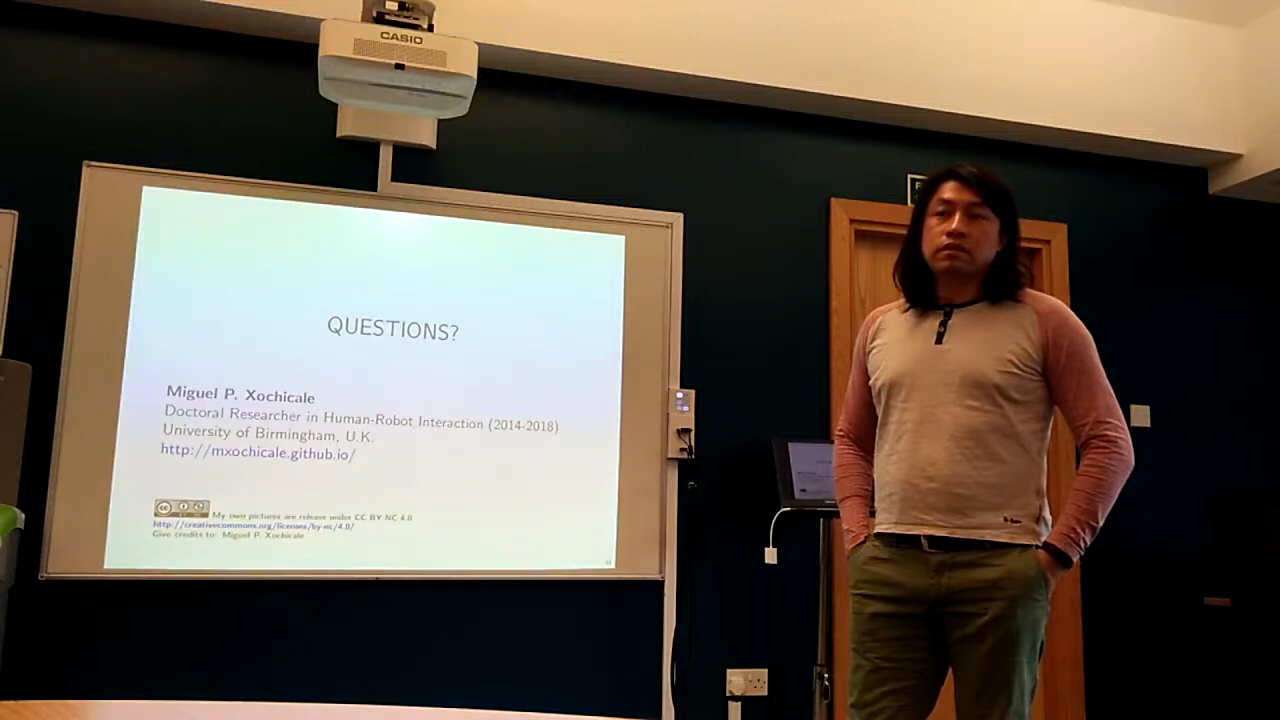 CASIO
QUESTIONS?
Miguel P. Xochicale
Doctoral Researcher in Human-Robot Interaction (2014-2018)
University of Birmingham, U.K.
http://mxochicale.github.io/
My own pictures are release under CC BY-NC 4.0
http://creativecommons.org/licenses/by-nc/4.0/
Give credits to: Miguel P. Xochicale